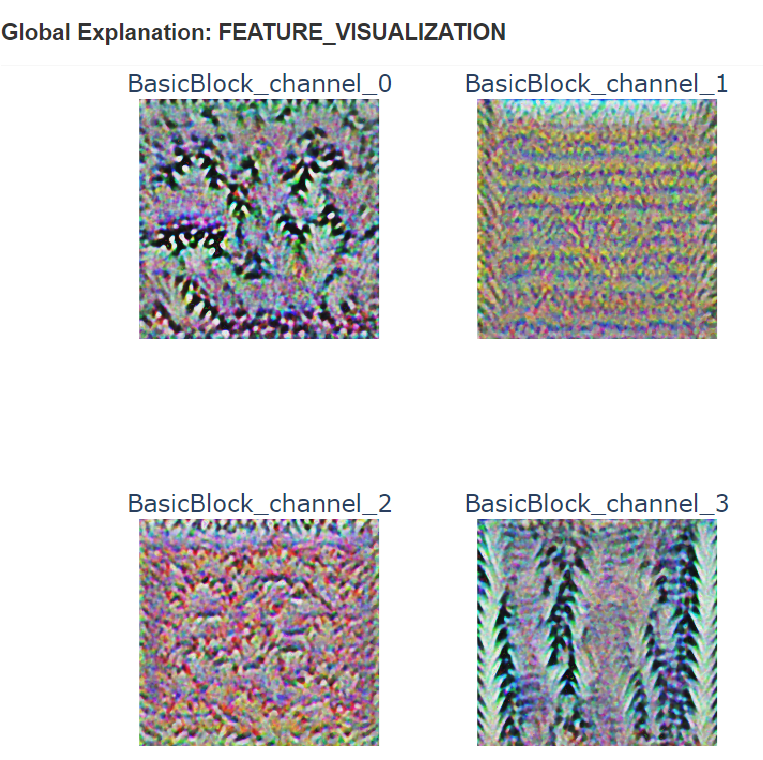 Global Explanation: FEATURE_VISUALIZATION
BasicBlock_channel_0
BasicBlock_channel_1
BasicBlock_channel_2
BasicBlock_channel_3